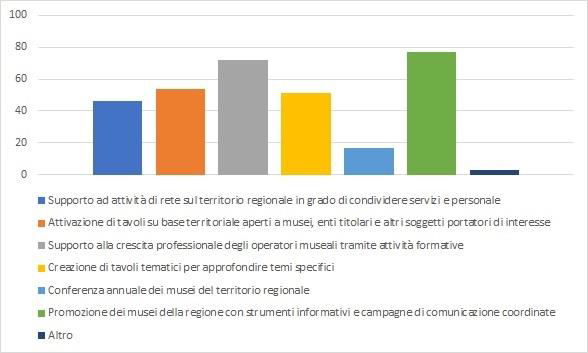 100
80
60
40
20
0
Supporto ad attività di rete sul territorio regionale in grado di condividere servizi e personale
Attivazione di tavoli su base territoriale aperti a musei, enti titolari e altri soggetti portatori di interesse
Supporto alla crescita professionale degli operatori museali tramite attività formative
Creazione di tavoli tematici per approfondire temi specifici
Conferenza annuale dei musei del territorio regionale
Promozione dei musei della regione con strumenti informativi e campagne di comunicazione coordinate
Altro